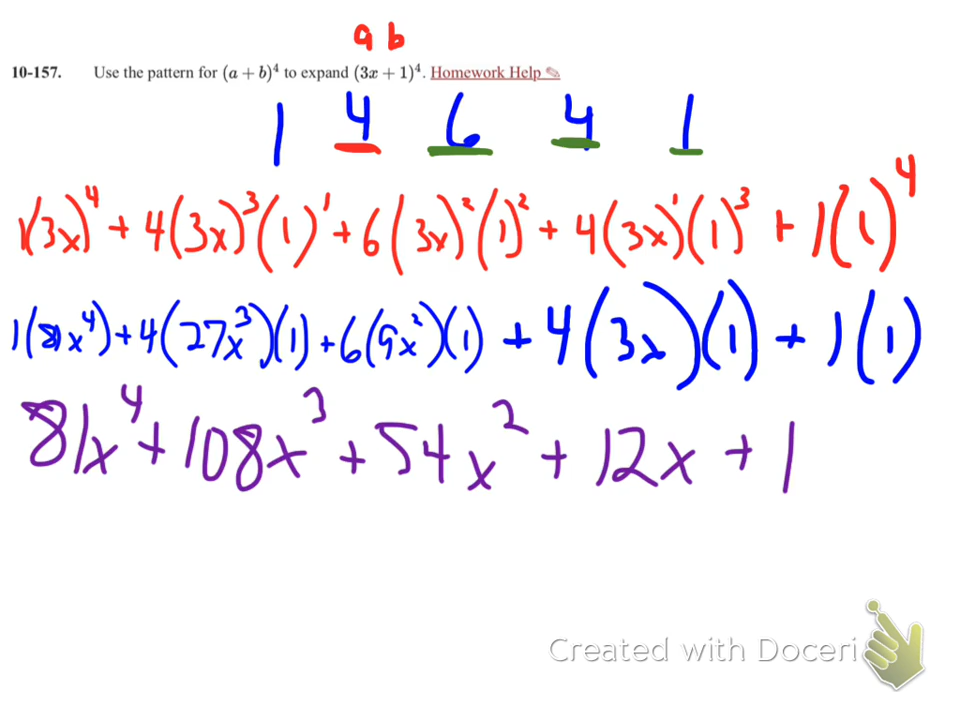 a b
10-157. Use the pattern for (a + b)⁴ to expand (3x + 1)⁴. Homework Help ✎
1 4 6 4 1
1(3x)⁴ + 4(3x)³(1)¹ + 6(3x)²(1)² + 4(3x)¹(1)³ + 1(1)⁴
1(81x⁴) + 4(27x³)(1) + 6(9x²)(1) + 4(3x)(1) + 1(1)
81x⁴ + 108x³ + 54x² + 12x + 1
Created with Doceri